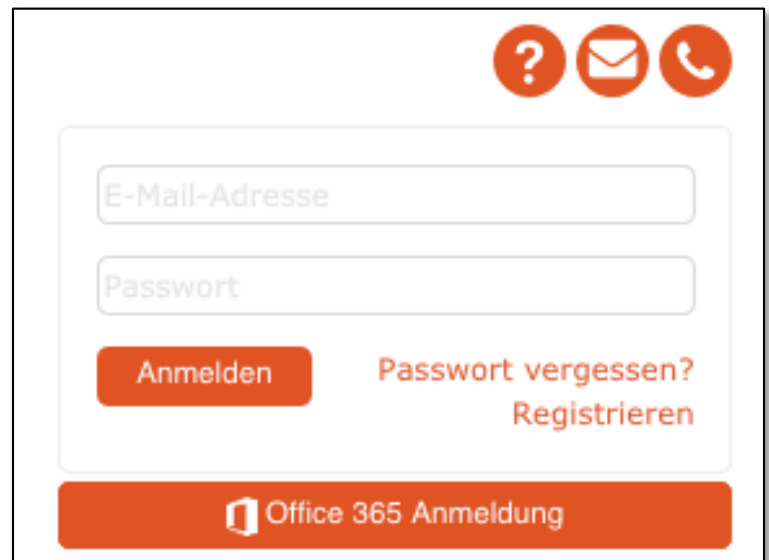 E-Mail-Adresse
Passwort
Anmelden
Passwort vergessen?
Registrieren
Office 365 Anmeldung